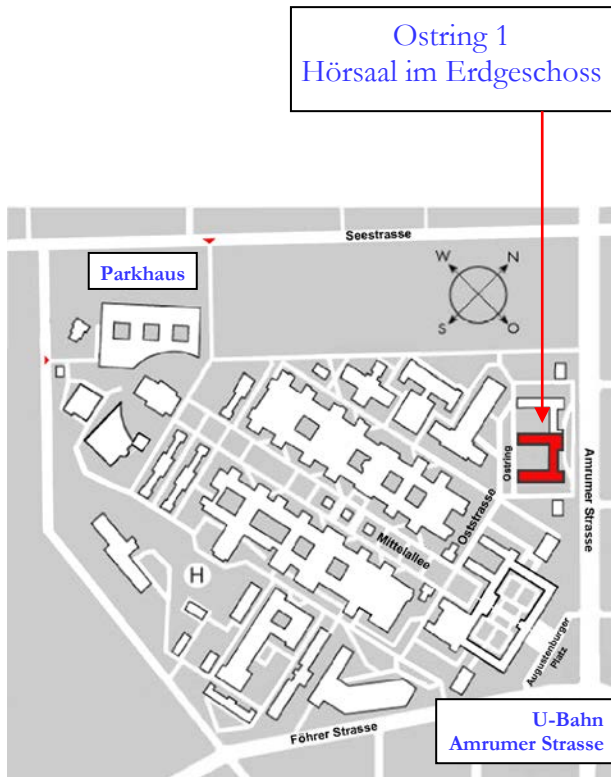 Ostring 1
Hörsaal im Erdgeschoss
Seestrasse
Parkhaus
W
N
S
O
Ostring
Amrumer Strasse
Oststrasse
Mittelallee
H
Augustenburger
Platz
Föhrer Strasse
U-Bahn
Amrumer Strasse